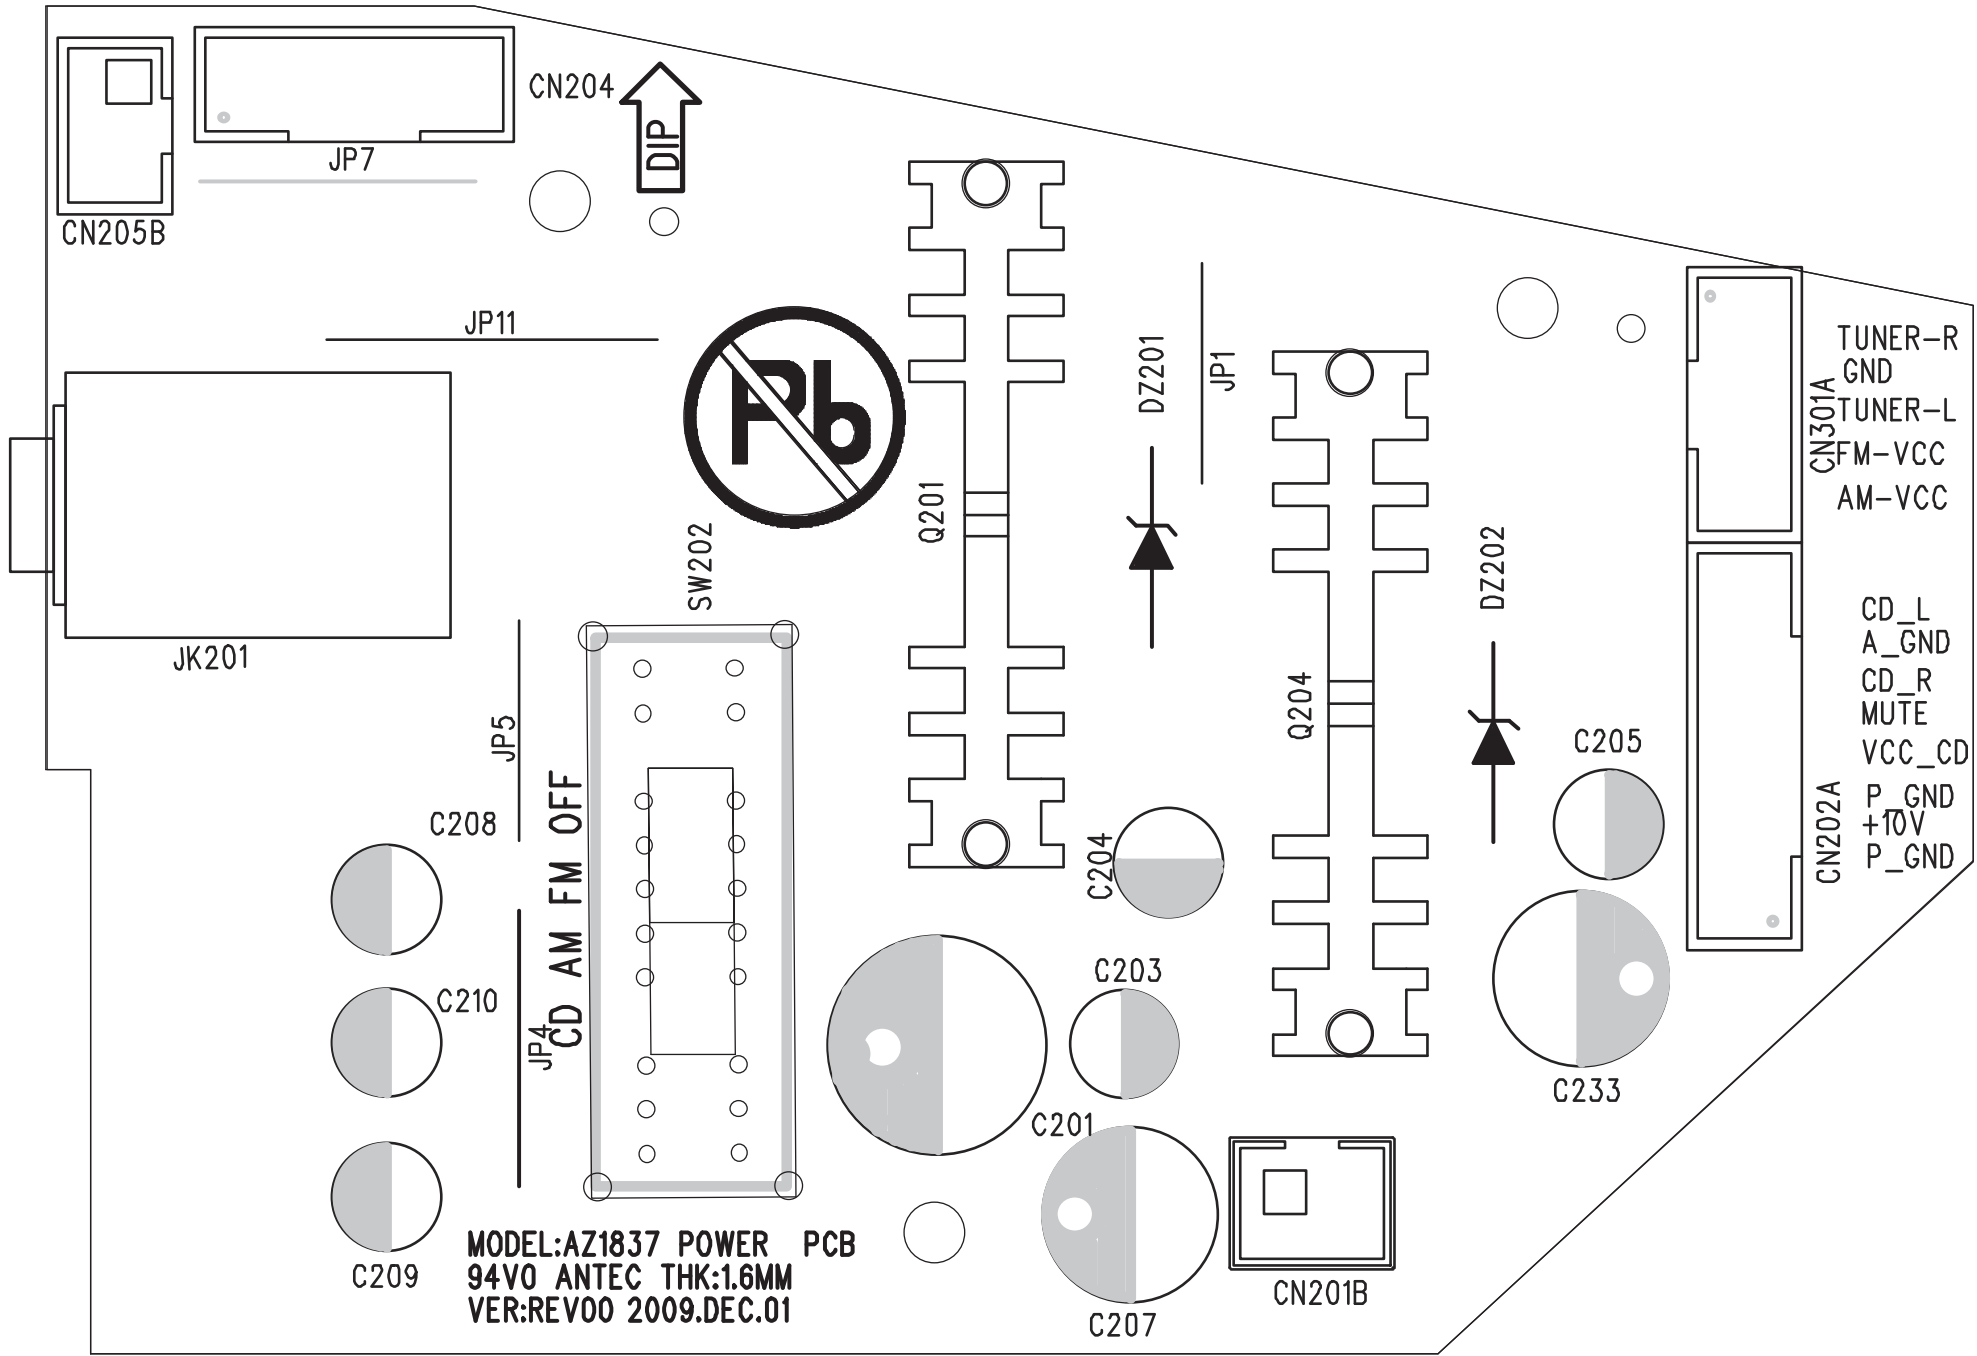 CN204
DIP
JP7
CN205B
JP11
Pb
TUNER-R
GND
TUNER-L
FM-VCC
AM-VCC
CN301A
DZ201
JP1
Q201
SW202
DZ202
JK201
CD_L
A_GND
CD_R
MUTE
VCC_CD
P_GND
+10V
P_GND
CN202A
Q204
JP5
C205
C208
CD AM FM OFF
C204
C203
C210
JP4
C233
C201
C209
C207
CN201B
MODEL:AZ1837 POWER PCB
94V0 ANTEC THK:1.6MM
VER:REV00 2009.DEC.01